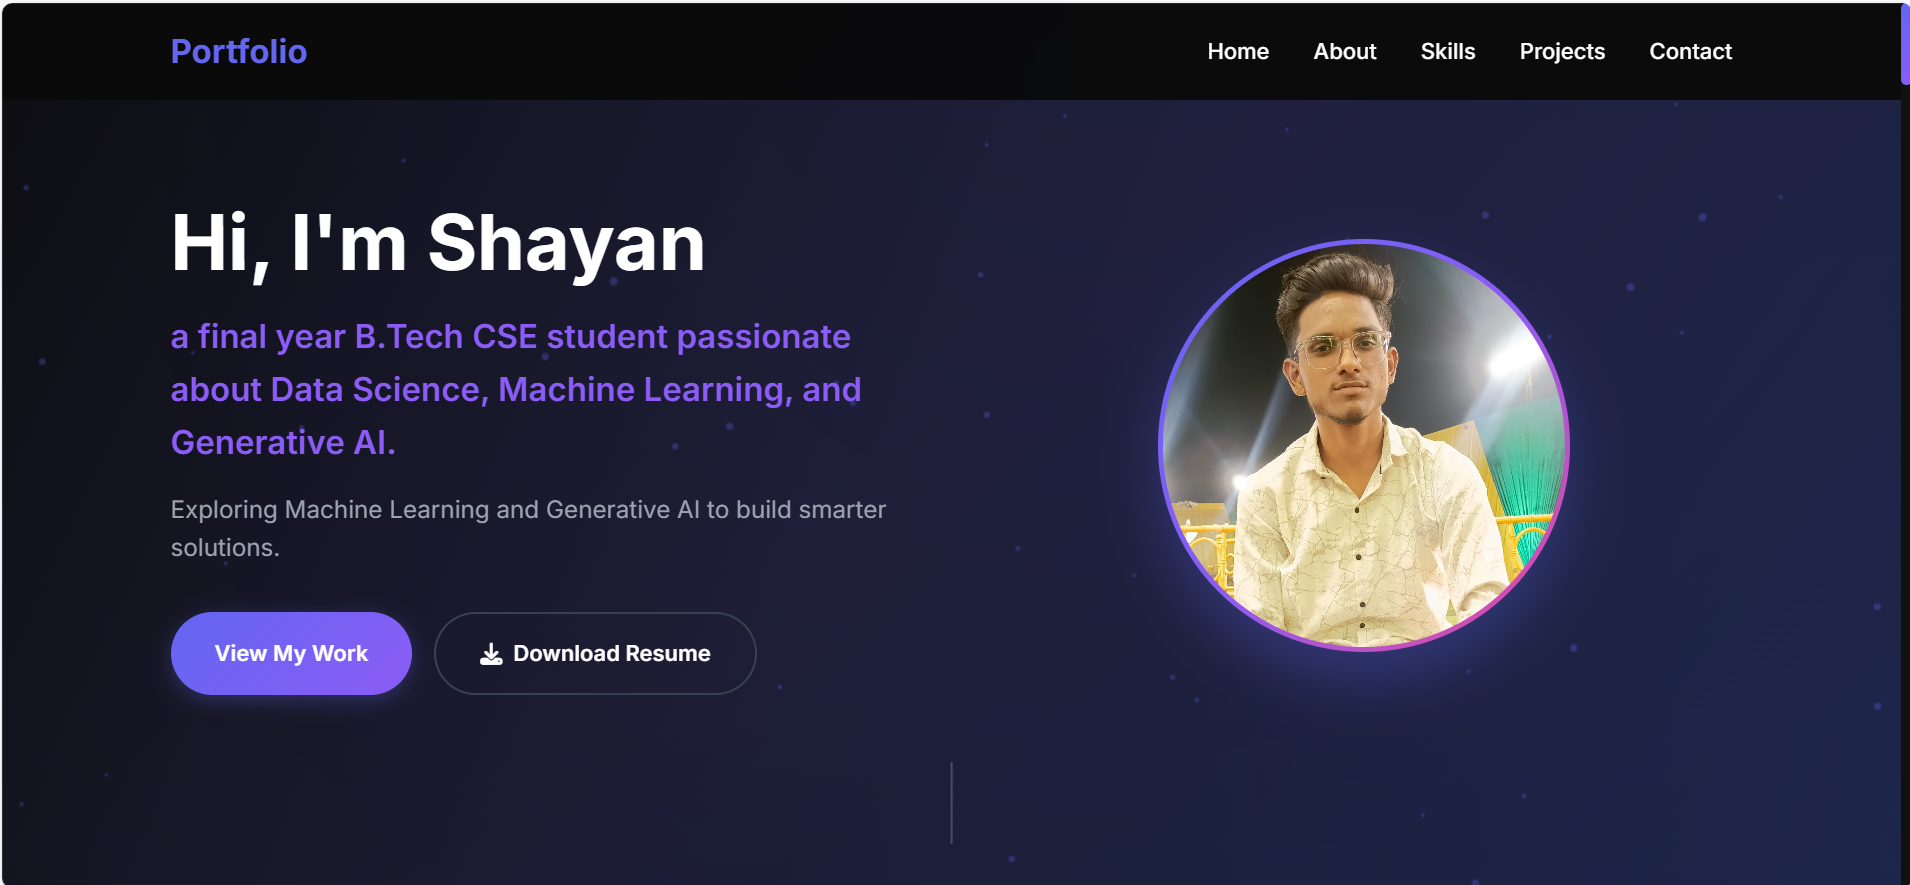 Portfolio
Home About Skills Projects Contact
Hi, I'm Shayan
a final year B.Tech CSE student passionate
about Data Science, Machine Learning, and
Generative AI.
Exploring Machine Learning and Generative AI to build smarter
solutions.
View My Work
Download Resume